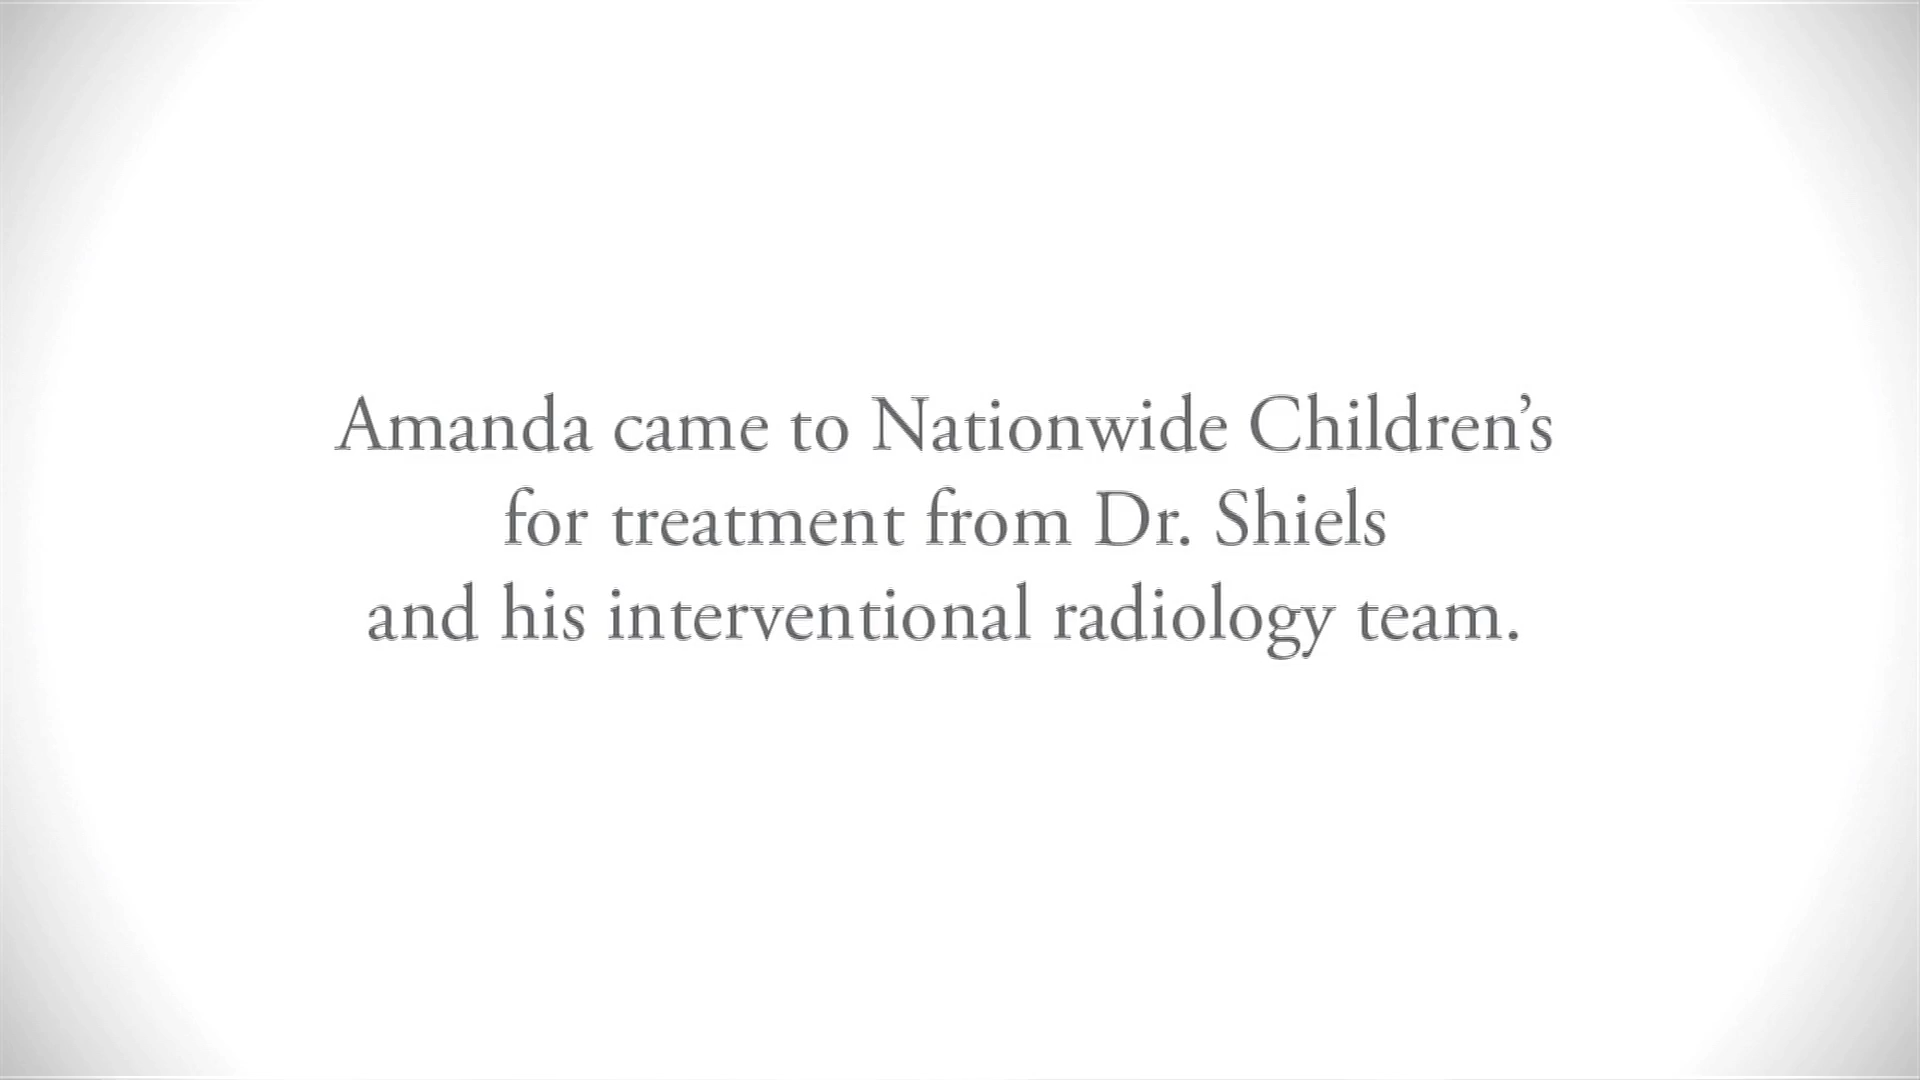 Amanda came to Nationwide Children’s
for treatment from Dr. Shiels
and his interventional radiology team.